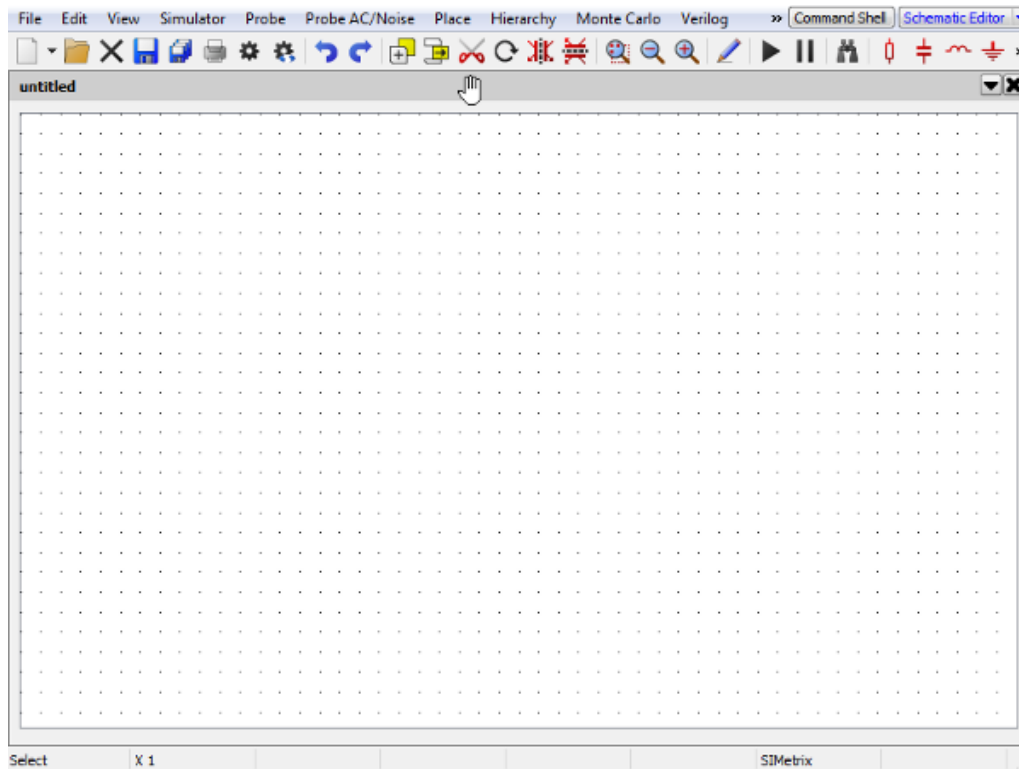 File Edit View Simulator Probe Probe AC/Noise Place Hierarchy Monte Carlo Verilog » Command Shell Schematic Editor
untitled
Select X 1 SIMetrix